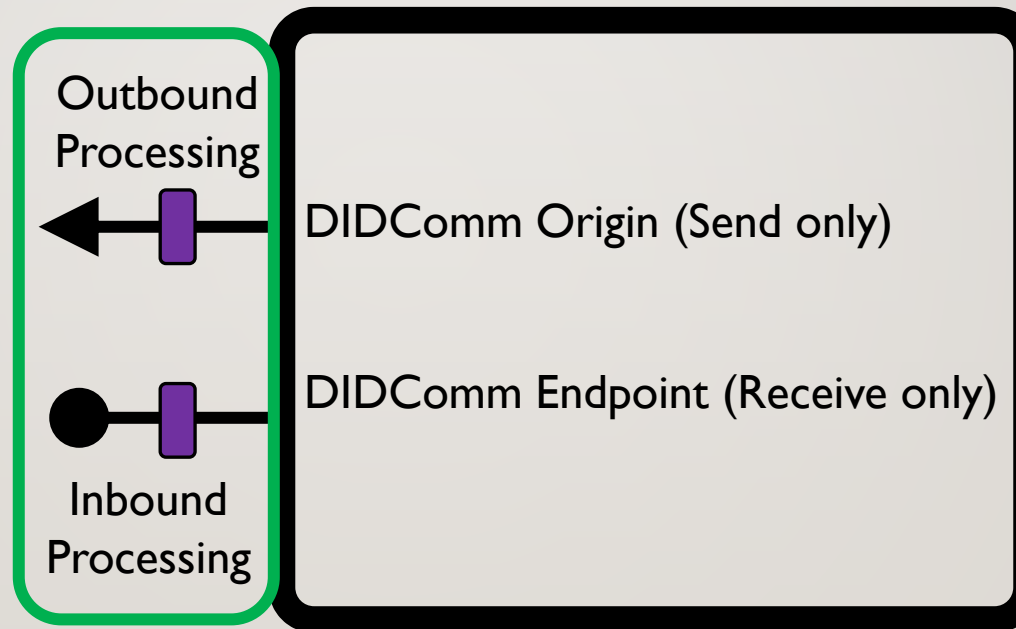 Outbound
Processing
DIDComm Origin (Send only)
DIDComm Endpoint (Receive only)
Inbound
Processing